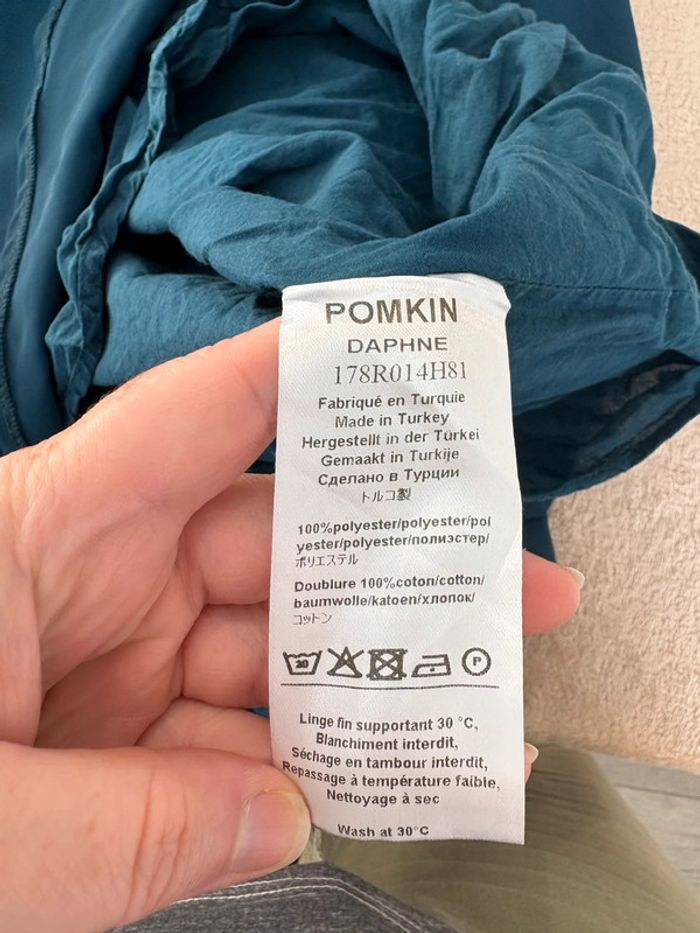 POMKIN
DAPHNE
178R014H81
Fabriqué en Turquie
Made in Turkey
Hergestellt in der Türkei
Gemaakt in Turkije
Сделано в Турции
トルコ製
100%polyester/polyester/pol
yester/polyester/полиэстер/
ポリエステル
Doublure 100%coton/cotton/
baumwolle/katoen/хлопок/
コットン
30 P
Linge fin supportant 30 °C,
Blanchiment interdit,
Séchage en tambour interdit,
Repassage à température faible,
Nettoyage à sec
Wash at 30°C